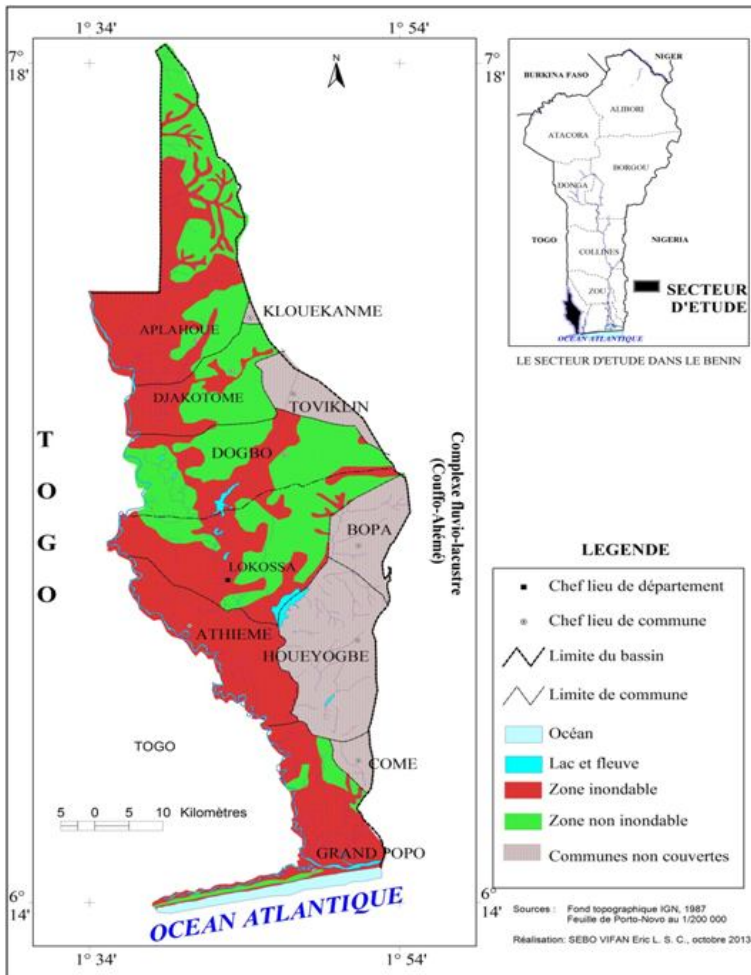 1° 34'
1° 54'
7°
18'
7°
18'
N
KLOUEKANME
APLAHOUE
DJAKOTOME
TOVIKLIN
DOGBO
T O G O
BOPA
LOKOSSA
ATHIEME
HOUEYOGBE
Complexe fluvio-lacustre
(Couffo-Ahémé)
TOGO
COME
5 0 5 10 Kilomètres
GRAND POPO
6°
14'
6°
14'
OCEAN ATLANTIQUE
1° 34'
1° 54'
NIGER
BURKINA FASO
ALIBORI
ATACORA
BORGOU
DONGA
TOGO
NIGERIA
COLLINES
ZOU
SECTEUR
D'ETUDE
OCEAN ATLANTIQUE
LE SECTEUR D'ETUDE DANS LE BENIN
LEGENDE
Chef lieu de département
Chef lieu de commune
Limite du bassin
Limite de commune
Océan
Lac et fleuve
Zone inondable
Zone non inondable
Communes non couvertes
Sources : Fond topographique IGN, 1987
Feuille de Porto-Novo au 1/200 000
Réalisation: SEBO VIFAN Eric L. S. C., octobre 2013